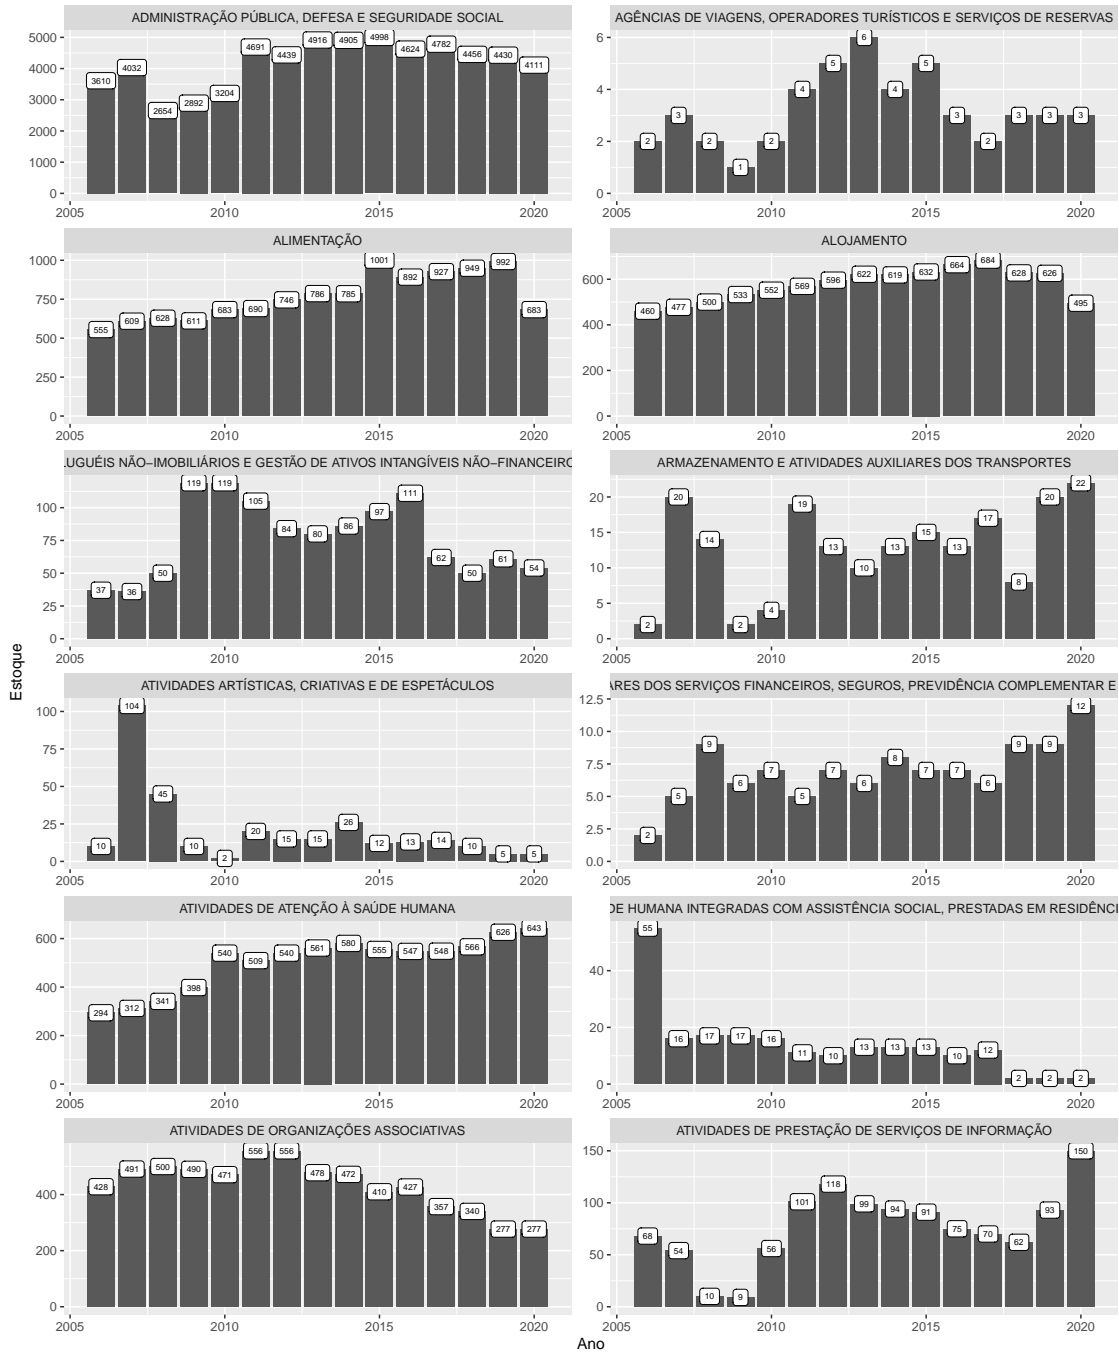 ADMINISTRAÇÃO PÚBLICA, DEFESA E SEGURIDADE SOCIAL
5000
4000
3000
2000
1000
0
3610 4032 2654 2892 3204 4691 4439 4916 4905 4998 4624 4782 4456 4430 4111
2005 2010 2015 2020
AGÊNCIAS DE VIAGENS, OPERADORES TURÍSTICOS E SERVIÇOS DE RESERVAS
6
4
2
0
2 3 2 1 2 4 5 6 4 5 3 2 3 3 3
2005 2010 2015 2020
ALIMENTAÇÃO
1000
750
500
250
0
555 609 628 611 683 690 746 786 785 1001 892 927 949 992 683
2005 2010 2015 2020
ALOJAMENTO
600
400
200
0
460 477 500 533 552 569 596 622 619 632 664 684 628 626 495
2005 2010 2015 2020
LUGUÉIS NÃO−IMOBILIÁRIOS E GESTÃO DE ATIVOS INTANGÍVEIS NÃO−FINANCEIRO
100
75
50
25
0
37 36 50 119 119 105 84 80 86 97 111 62 50 61 54
2005 2010 2015 2020
ARMAZENAMENTO E ATIVIDADES AUXILIARES DOS TRANSPORTES
20
15
10
5
0
2 20 14 2 4 19 13 10 13 15 13 17 8 20 22
2005 2010 2015 2020
ATIVIDADES ARTÍSTICAS, CRIATIVAS E DE ESPETÁCULOS
100
75
50
25
0
10 104 45 10 2 20 15 15 26 12 13 14 10 5 5
2005 2010 2015 2020
ARES DOS SERVIÇOS FINANCEIROS, SEGUROS, PREVIDÊNCIA COMPLEMENTAR E
12.5
10.0
7.5
5.0
2.5
0.0
2 5 9 6 7 5 7 6 8 7 7 6 9 9 12
2005 2010 2015 2020
ATIVIDADES DE ATENÇÃO À SAÚDE HUMANA
600
400
200
0
294 312 341 398 540 509 540 561 580 555 547 548 566 626 643
2005 2010 2015 2020
DE HUMANA INTEGRADAS COM ASSISTÊNCIA SOCIAL, PRESTADAS EM RESIDÊNCI
40
20
0
55 16 17 17 16 11 10 13 13 13 10 12 2 2 2
2005 2010 2015 2020
ATIVIDADES DE ORGANIZAÇÕES ASSOCIATIVAS
400
200
0
428 491 500 490 471 556 556 478 472 410 427 357 340 277 277
2005 2010 2015 2020
ATIVIDADES DE PRESTAÇÃO DE SERVIÇOS DE INFORMAÇÃO
150
100
50
0
68 54 10 9 56 101 118 99 94 91 75 70 62 93 150
2005 2010 2015 2020
Estoque
Ano